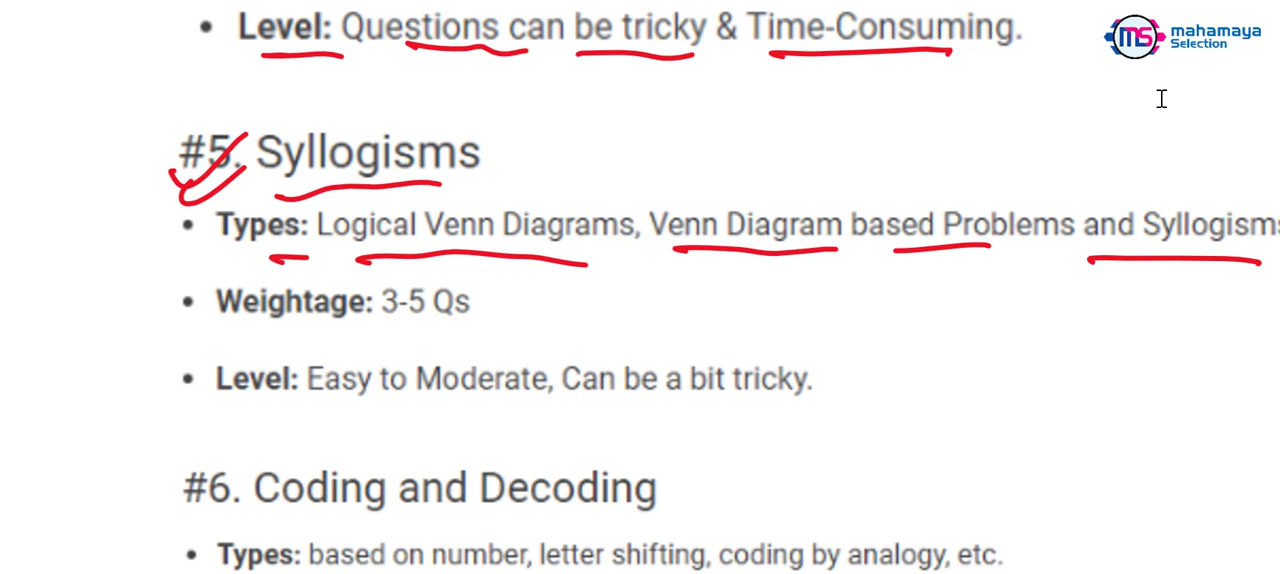 • Level: Questions can be tricky & Time-Consuming.
ms mahamaya
Selection
#5. Syllogisms
• Types: Logical Venn Diagrams, Venn Diagram based Problems and Syllogisms
• Weightage: 3-5 Qs
• Level: Easy to Moderate, Can be a bit tricky.
#6. Coding and Decoding
• Types: based on number, letter shifting, coding by analogy, etc.